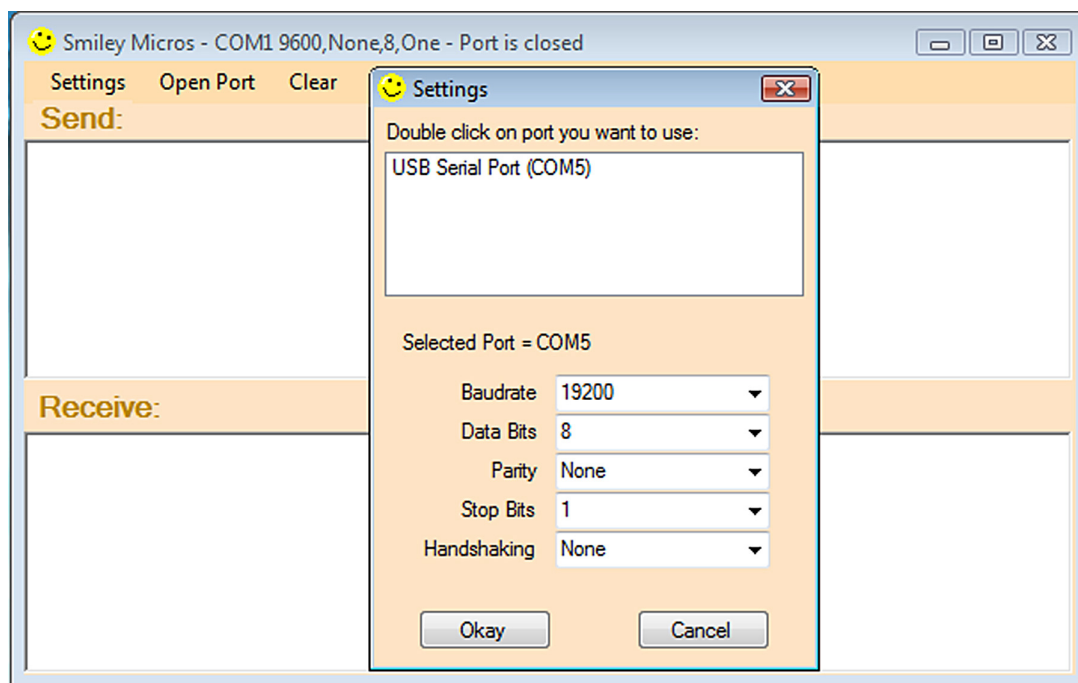 Smiley Micros - COM1 9600,None,8,One - Port is closed
Settings Open Port Clear
Send:
Receive:
Settings
Double click on port you want to use:
USB Serial Port (COM5)
Selected Port = COM5
Baudrate 19200
Data Bits 8
Parity None
Stop Bits 1
Handshaking None
Okay Cancel